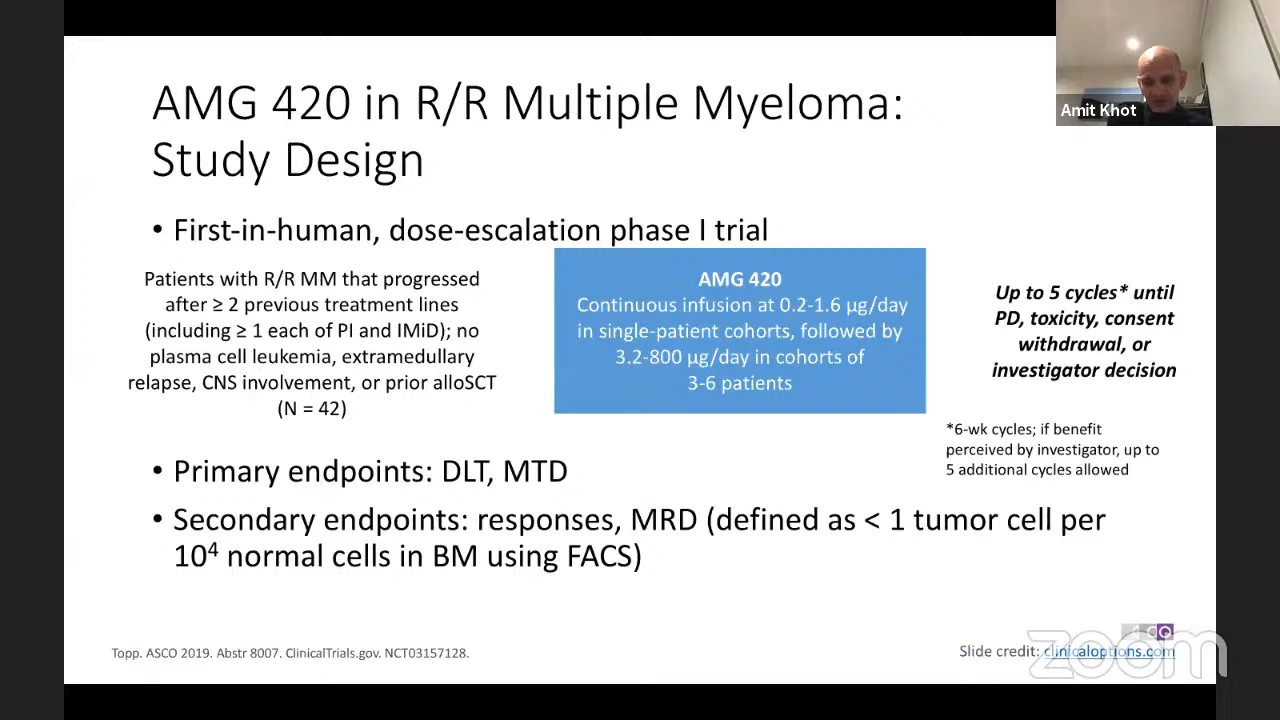 Amit Khot
AMG 420 in R/R Multiple Myeloma:
Study Design
• First-in-human, dose-escalation phase I trial
Patients with R/R MM that progressed
after ≥ 2 previous treatment lines
(including ≥ 1 each of PI and IMiD); no
plasma cell leukemia, extramedullary
relapse, CNS involvement, or prior alloSCT
(N = 42)
AMG 420
Continuous infusion at 0.2-1.6 µg/day
in single-patient cohorts, followed by
3.2-800 µg/day in cohorts of
3-6 patients
Up to 5 cycles* until
PD, toxicity, consent
withdrawal, or
investigator decision
*6-wk cycles; if benefit
perceived by investigator, up to
5 additional cycles allowed
• Primary endpoints: DLT, MTD
• Secondary endpoints: responses, MRD (defined as < 1 tumor cell per
10⁴ normal cells in BM using FACS)
Topp. ASCO 2019. Abstr 8007. ClinicalTrials.gov. NCT03157128.
Slide credit: clinicaloptions.com
zoom